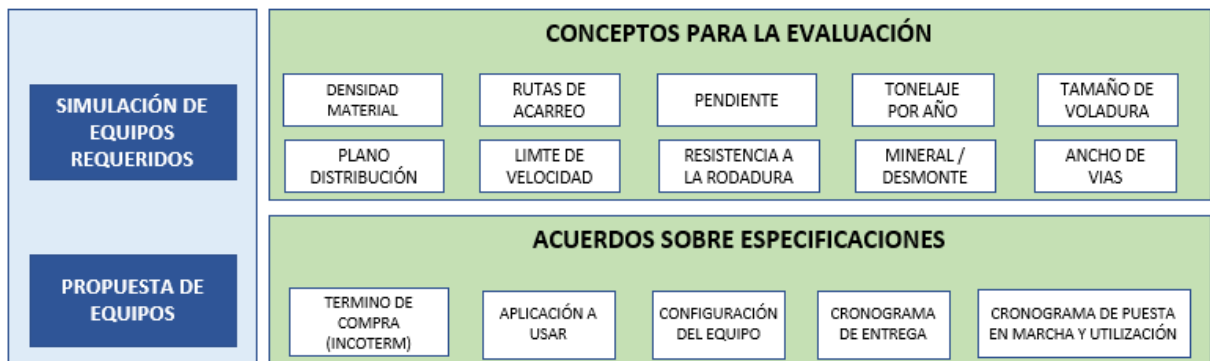 SIMULACIÓN DE
EQUIPOS
REQUERIDOS
CONCEPTOS PARA LA EVALUACIÓN
DENSIDAD
MATERIAL
RUTAS DE
ACARREO
PENDIENTE
TONELAJE
POR AÑO
TAMAÑO DE
VOLADURA
PLANO
DISTRIBUCIÓN
LIMTE DE
VELOCIDAD
RESISTENCIA A
LA RODADURA
MINERAL /
DESMONTE
ANCHO DE
VIAS
PROPUESTA DE
EQUIPOS
ACUERDOS SOBRE ESPECIFICACIONES
TERMINO DE
COMPRA
(INCOTERM)
APLICACIÓN A
USAR
CONFIGURACIÓN
DEL EQUIPO
CRONOGRAMA
DE ENTREGA
CRONOGRAMA DE PUESTA
EN MARCHA Y UTILIZACIÓN